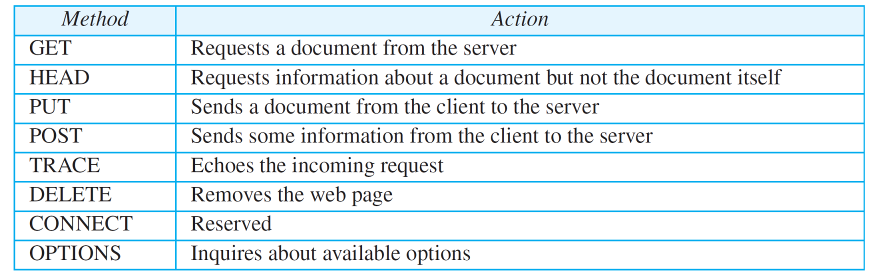 Method Action
GET Requests a document from the server
HEAD Requests information about a document but not the document itself
PUT Sends a document from the client to the server
POST Sends some information from the client to the server
TRACE Echoes the incoming request
DELETE Removes the web page
CONNECT Reserved
OPTIONS Inquires about available options